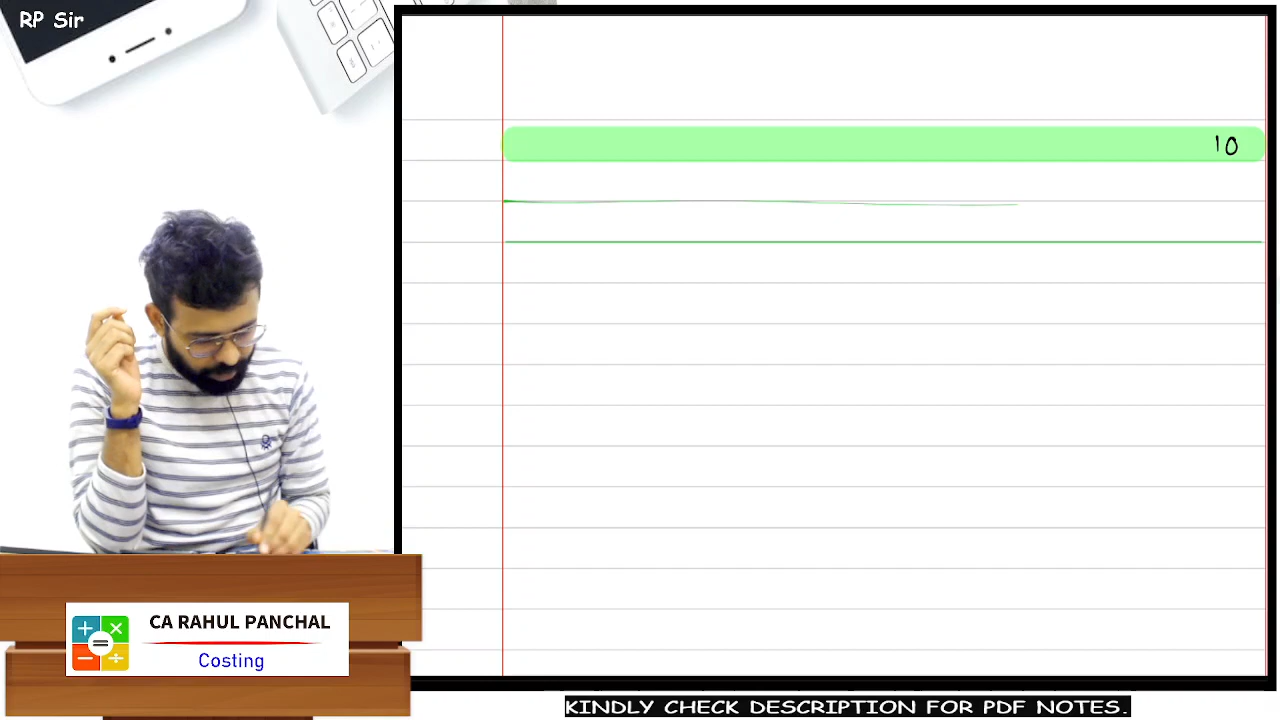 RP Sir
10
CA RAHUL PANCHAL
Costing
KINDLY CHECK DESCRIPTION FOR PDF NOTES.